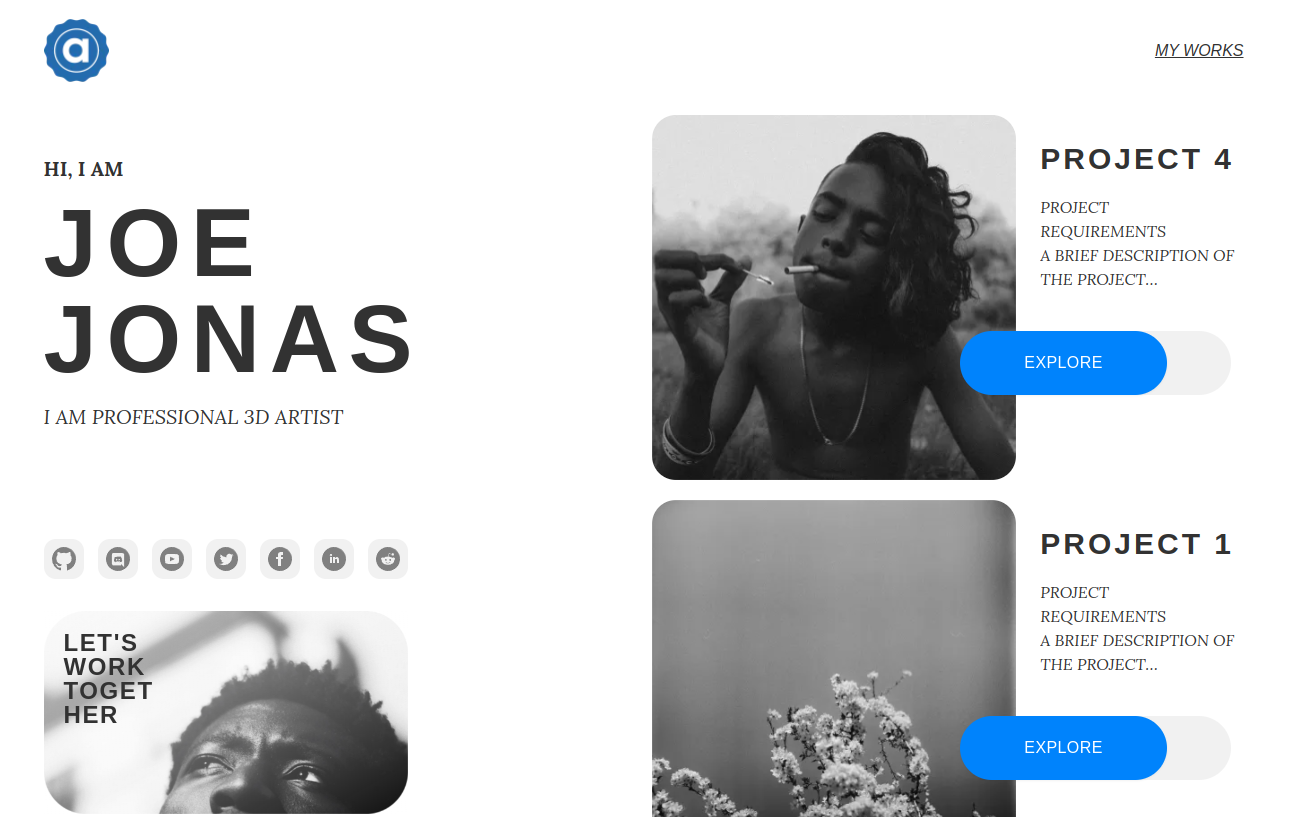 a
MY WORKS
HI, I AM
JOE
JONAS
I AM PROFESSIONAL 3D ARTIST
in
LET'S
WORK
TOGET
HER
PROJECT 4
PROJECT
REQUIREMENTS
A BRIEF DESCRIPTION OF
THE PROJECT...
EXPLORE
PROJECT 1
PROJECT
REQUIREMENTS
A BRIEF DESCRIPTION OF
THE PROJECT...
EXPLORE